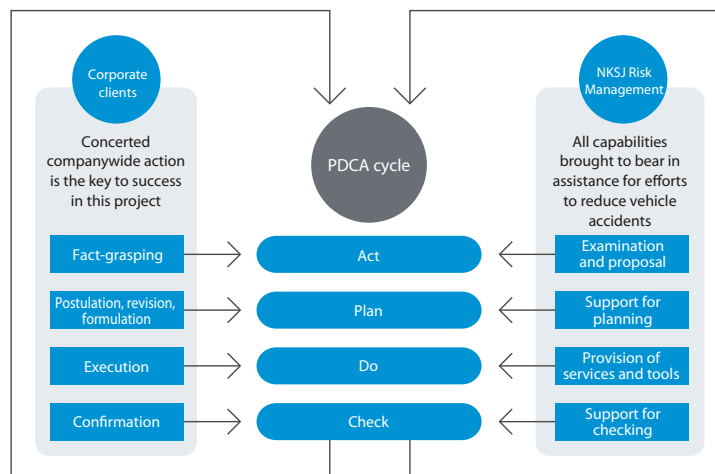 Corporate
clients
Concerted
companywide action
is the key to success
in this project
Fact-grasping
Postulation, revision,
formulation
Execution
Confirmation
PDCA cycle
Act
Plan
Do
Check
NKSJ Risk
Management
All capabilities
brought to bear in
assistance for efforts
to reduce vehicle
accidents
Examination
and proposal
Support for
planning
Provision of
services and tools
Support for
checking